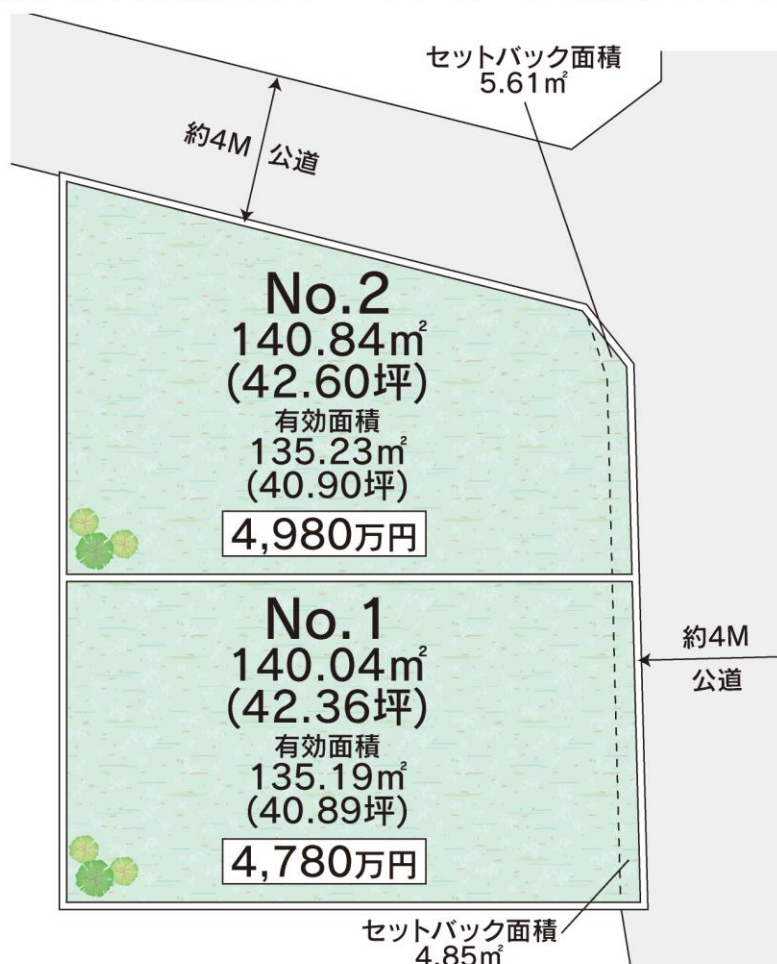 セットバック面積
5.61㎡
約4M 公道
No.2
140.84㎡
(42.60坪)
有効面積
135.23㎡
(40.90坪)
4,980万円
No.1
140.04㎡
(42.36坪)
有効面積
135.19㎡
(40.89坪)
4,780万円
約4M
公道
セットバック面積
4.85㎡